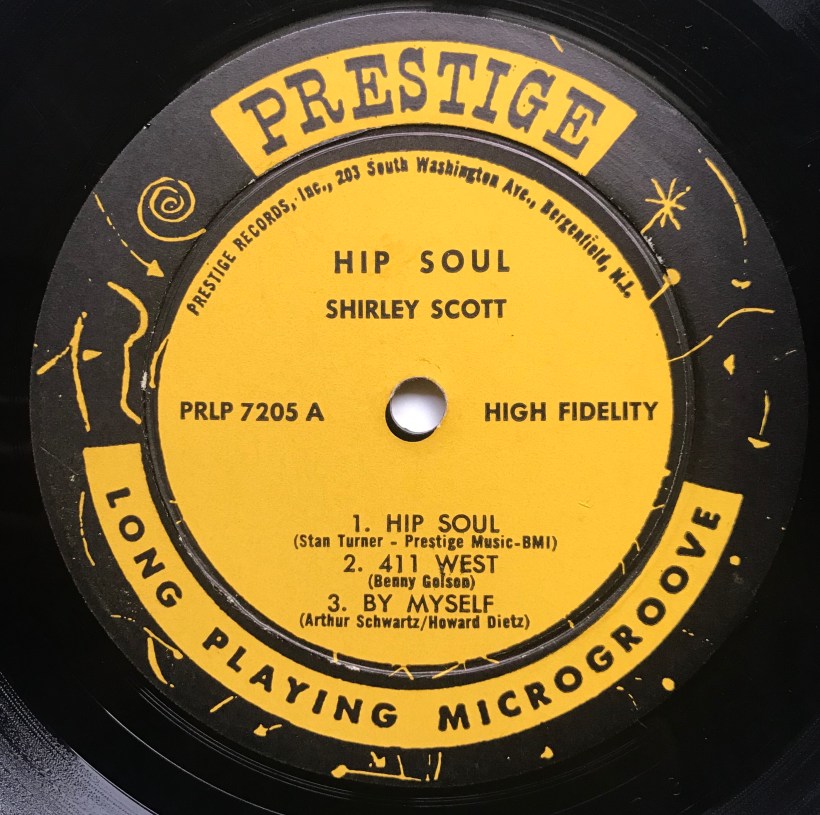 PRESTIGE
PRESTIGE RECORDS, Inc., 203 South Washington Ave., Bergenfield, N.J.
HIP SOUL
SHIRLEY SCOTT
PRLP 7205 A
HIGH FIDELITY
1. HIP SOUL
(Stan Turner - Prestige Music-BMI)
2. 411 WEST
(Benny Golson)
3. BY MYSELF
(Arthur Schwartz/Howard Dietz)
LONG PLAYING MICROGROOVE